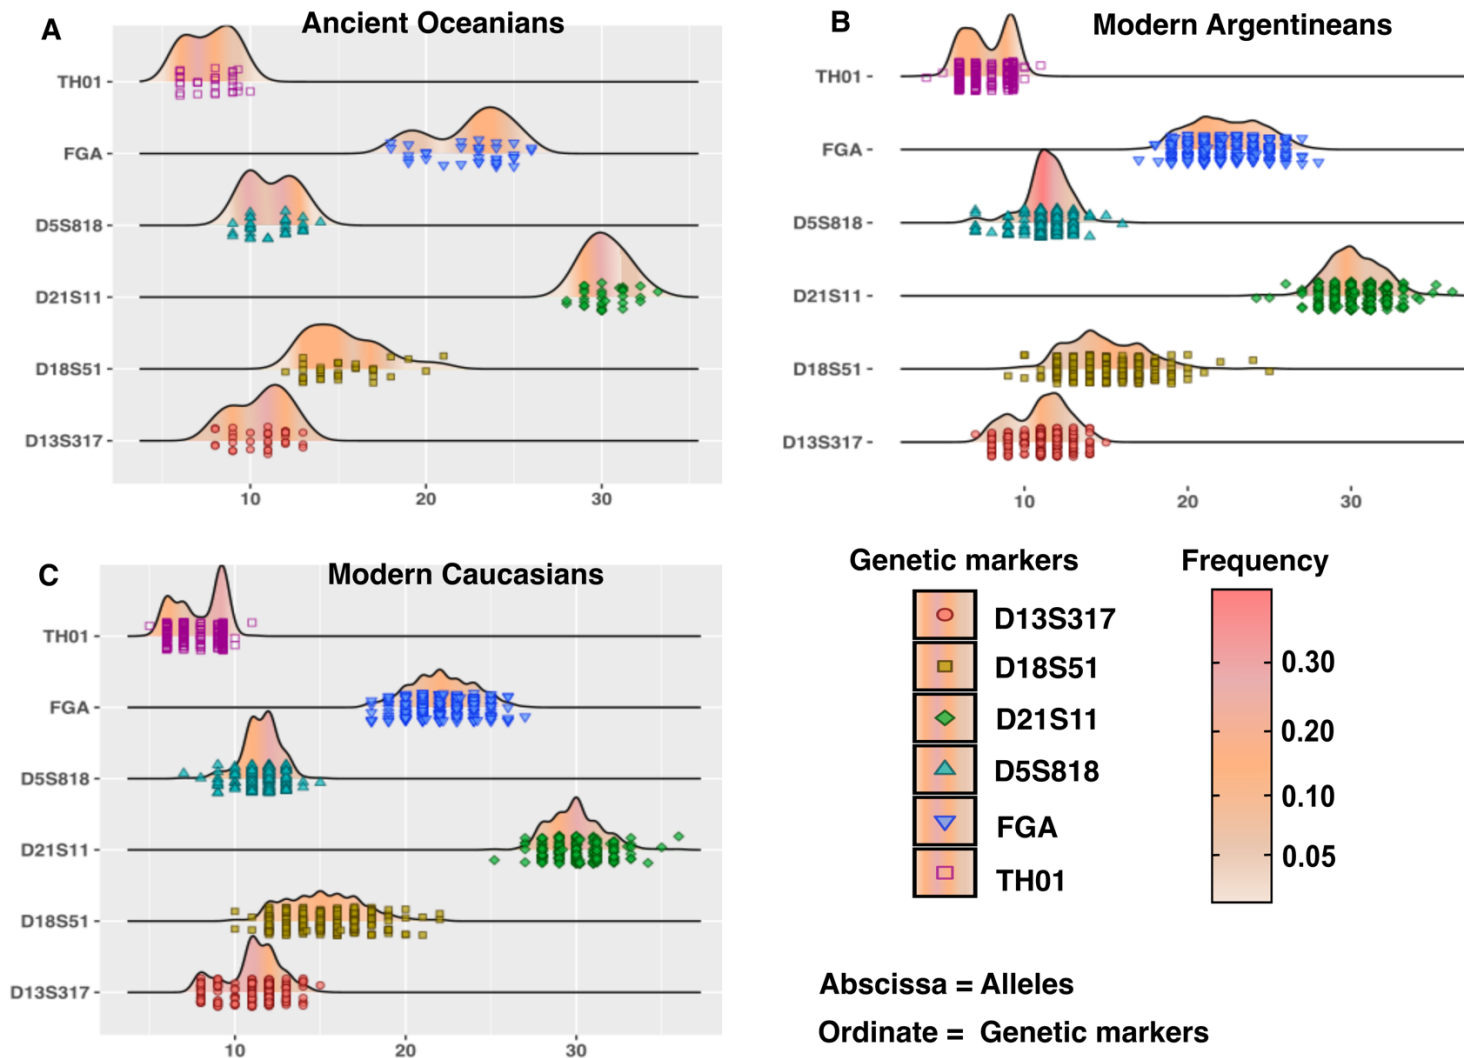 A
Ancient Oceanians
TH01
FGA
D5S818
D21S11
D18S51
D13S317
10 20 30
B
Modern Argentineans
TH01
FGA
D5S818
D21S11
D18S51
D13S317
10 20 30
C
Modern Caucasians
TH01
FGA
D5S818
D21S11
D18S51
D13S317
10 20 30
Genetic markers
D13S317
D18S51
D21S11
D5S818
FGA
TH01
Frequency
0.30
0.20
0.10
0.05
Abscissa = Alleles
Ordinate = Genetic markers